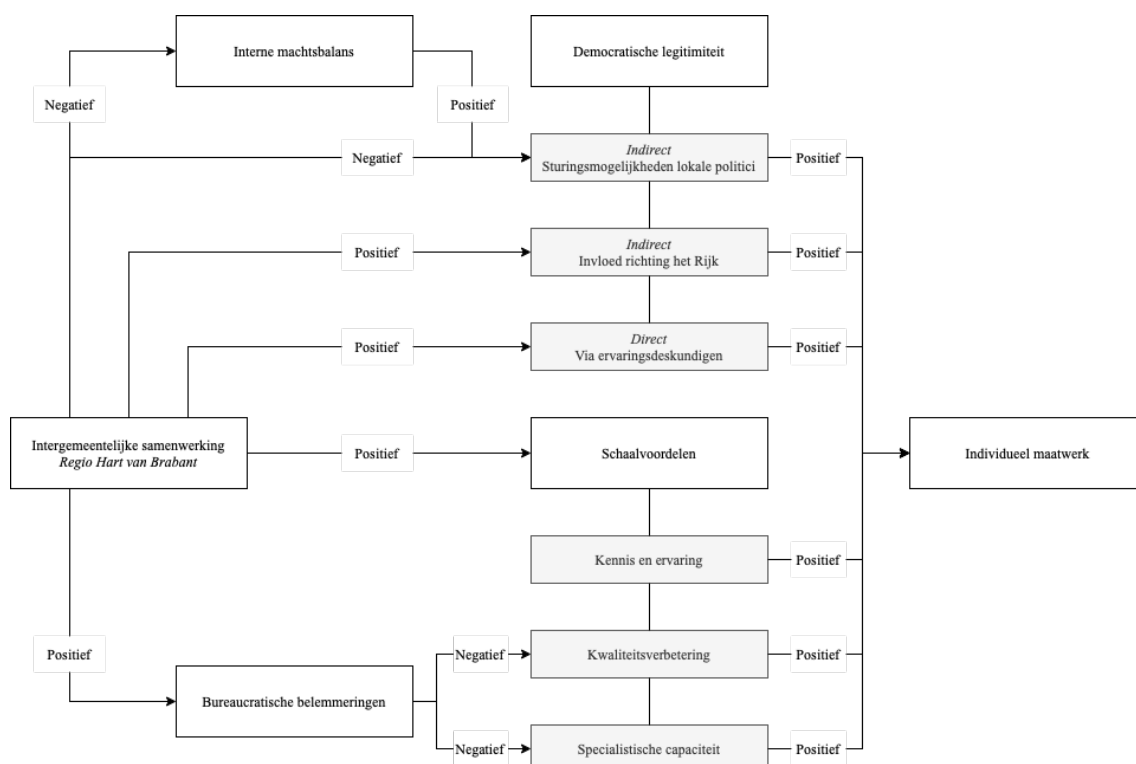 Interne machtsbalans
Democratische legitimiteit
Negatief
Positief
Negatief
Indirect
Sturingsmogelijkheden lokale politici
Positief
Positief
Indirect
Invloed richting het Rijk
Positief
Positief
Direct
Via ervaringsdeskundigen
Positief
Intergemeentelijke samenwerking
Regio Hart van Brabant
Positief
Schaalvoordelen
Individueel maatwerk
Kennis en ervaring
Positief
Positief
Negatief
Kwaliteitsverbetering
Positief
Bureaucratische belemmeringen
Negatief
Specialistische capaciteit
Positief